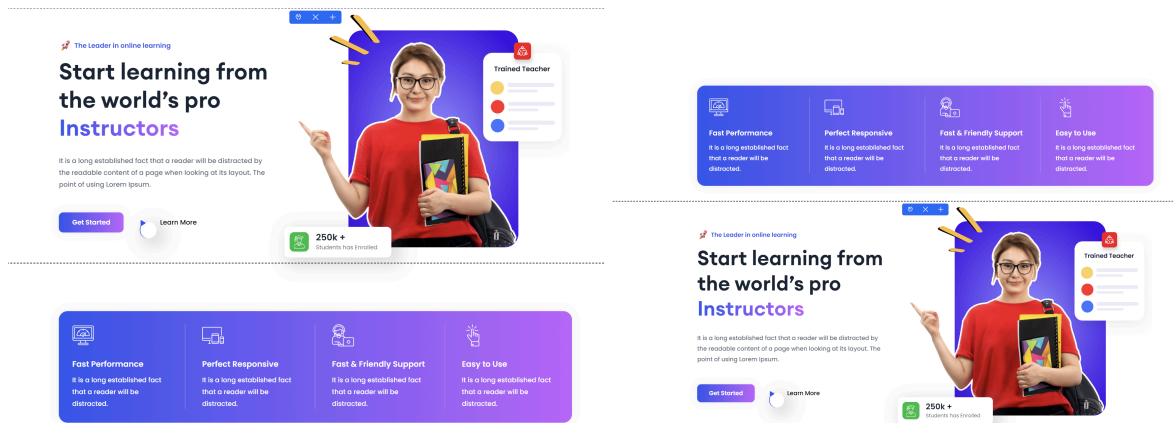 The Leader in online learning
Start learning from
the world's pro
Instructors
It is a long established fact that a reader will be distracted by
the readable content of a page when looking at its layout. The
point of using Lorem Ipsum.
Get Started
Learn More
Trained Teacher
250k +
Students has Enrolled
Fast Performance
It is a long established fact
that a reader will be
distracted.
Perfect Responsive
It is a long established fact
that a reader will be
distracted.
Fast & Friendly Support
It is a long established fact
that a reader will be
distracted.
Easy to Use
It is a long established fact
that a reader will be
distracted.
Fast Performance
It is a long established fact
that a reader will be
distracted.
Perfect Responsive
It is a long established fact
that a reader will be
distracted.
Fast & Friendly Support
It is a long established fact
that a reader will be
distracted.
Easy to Use
It is a long established fact
that a reader will be
distracted.
The Leader in online learning
Start learning from
the world's pro
Instructors
It is a long established fact that a reader will be distracted by
the readable content of a page when looking at its layout. The
point of using Lorem Ipsum.
Get Started
Learn More
Trained Teacher
250k +
Students has Enrolled